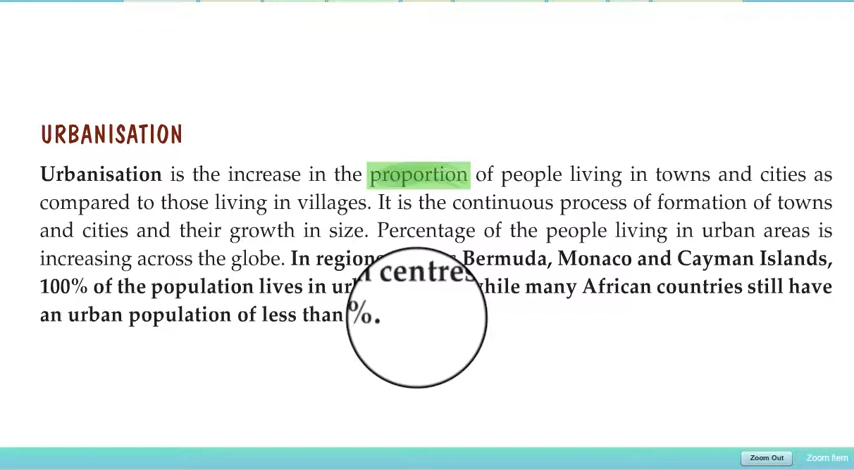 URBANISATION
Urbanisation is the increase in the proportion of people living in towns and cities as
compared to those living in villages. It is the continuous process of formation of towns
and cities and their growth in size. Percentage of the people living in urban areas is
increasing across the globe. In region Bermuda, Monaco and Cayman Islands,
100% of the population lives in centres while many African countries still have
an urban population of less than %.
Zoom Out Zoom Item